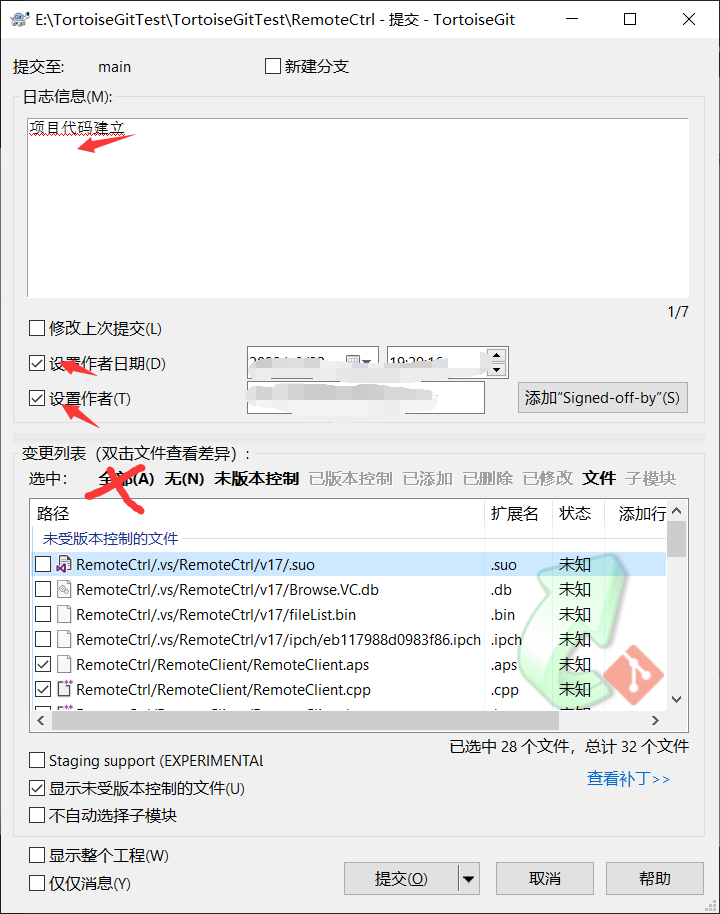 E:\TortoiseGitTest\TortoiseGitTest\RemoteCtrl - 提交 - TortoiseGit
提交至: main 新建分支
日志信息(M):
项目代码建立
1/7
修改上次提交(L)
设置作者日期(D)
设置作者(T) 添加"Signed-off-by"(S)
变更列表（双击文件查看差异）:
选中: 全部(A) 无(N) 未版本控制 已版本控制 已添加 已删除 已修改 文件 子模块
路径 扩展名 状态 添加行
未受版本控制的文件
RemoteCtrl/.vs/RemoteCtrl/v17/.suo .suo 未知
RemoteCtrl/.vs/RemoteCtrl/v17/Browse.VC.db .db 未知
RemoteCtrl/.vs/RemoteCtrl/v17/fileList.bin .bin 未知
RemoteCtrl/.vs/RemoteCtrl/v17/ipch/eb117988d0983f86.ipch .ipch 未知
RemoteCtrl/RemoteClient/RemoteClient.aps .aps 未知
RemoteCtrl/RemoteClient/RemoteClient.cpp .cpp 未知
已选中 28 个文件，总计 32 个文件
Staging support (EXPERIMENTAL
查看补丁>>
显示未受版本控制的文件(U)
不自动选择子模块
显示整个工程(W)
仅仅消息(Y)
提交(O) 取消 帮助